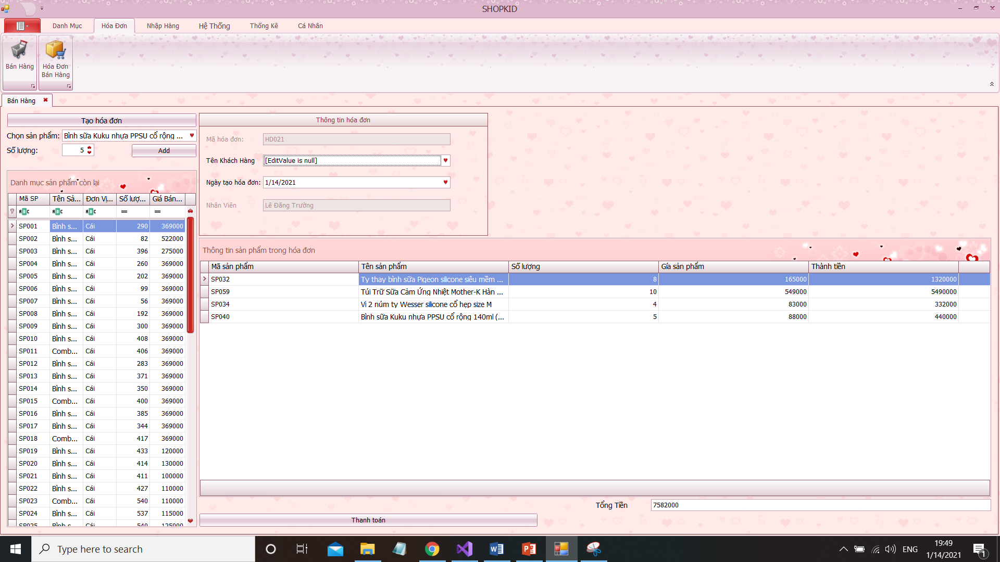 SHOPKID
Danh Mục Hóa Đơn Nhập Hàng Hệ Thống Thống Kê Cá Nhân
Bán Hàng
Hóa Đơn
Bán Hàng
Bán Hàng
Tạo hóa đơn
Chọn sản phẩm: Bình sữa Kuku nhựa PPSU cổ rộng ...
Số lượng: 5 Add
Danh mục sản phẩm còn lại
Mã SP Tên Sả... Đơn Vị... Số lượ... Giá Bán...
ABC ABC ABC = =
SP001 Bình s... Cái 290 369000
SP002 Bình s... Cái 82 522000
SP003 Bình s... Cái 396 275000
SP004 Bình s... Cái 260 369000
SP005 Bình s... Cái 202 369000
SP006 Bình s... Cái 99 369000
SP007 Bình s... Cái 56 369000
SP008 Bình s... Cái 192 369000
SP009 Bình s... Cái 300 369000
SP010 Bình s... Cái 408 369000
SP011 Comb... Cái 406 369000
SP012 Bình s... Cái 283 369000
SP013 Bình s... Cái 371 369000
SP014 Bình s... Cái 350 369000
SP015 Comb... Cái 400 369000
SP016 Bình s... Cái 385 369000
SP017 Bình s... Cái 344 369000
SP018 Comb... Cái 417 369000
SP019 Bình s... Cái 433 120000
SP020 Bình s... Cái 414 130000
SP021 Bình s... Cái 411 100000
SP022 Bình s... Cái 427 110000
SP023 Comb... Cái 540 110000
SP024 Bình s... Cái 537 115000
SP025 Bình s... Cái 540 125000
Thông tin hóa đơn
Mã hóa đơn: HD021
Tên Khách Hàng [EditValue is null]
Ngày tạo hóa đơn: 1/14/2021
Nhân Viên Lê Đăng Trường
Thông tin sản phẩm trong hóa đơn
Mã sản phẩm Tên sản phẩm Số lượng Gía sản phẩm Thành tiền
SP032 Ty thay bình sữa Pigeon silicone siêu mềm ... 8 165000 1320000
SP059 Túi Trữ Sữa Cảm Ứng Nhiệt Mother-K Hàn ... 10 549000 5490000
SP034 Vỉ 2 núm ty Wesser silicone cổ hẹp size M 4 83000 332000
SP040 Bình sữa Kuku nhựa PPSU cổ rộng 140ml (... 5 88000 440000
Tổng Tiền 7582000
Thanh toán
Type here to search
ENG
19:49
1/14/2021
1